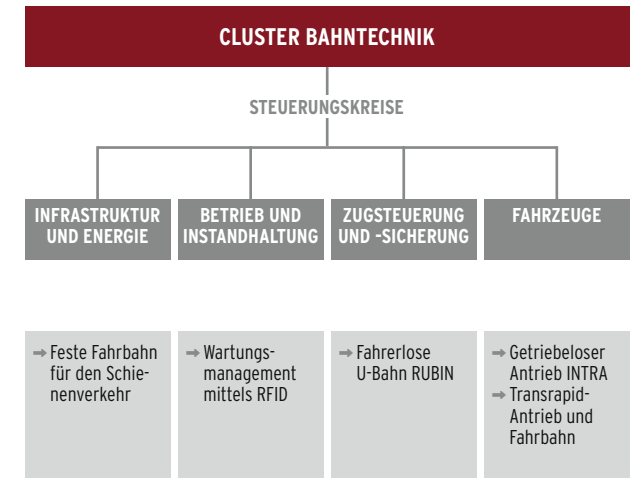 CLUSTER BAHNTECHNIK
STEUERUNGSKREISE
INFRASTRUKTUR
UND ENERGIE
BETRIEB UND
INSTANDHALTUNG
ZUGSTEUERUNG
UND -SICHERUNG
FAHRZEUGE
➞ Feste Fahrbahn
für den Schie-
nenverkehr
➞ Wartungs-
management
mittels RFID
➞ Fahrerlose
U-Bahn RUBIN
➞ Getriebeloser
Antrieb INTRA
➞ Transrapid-
Antrieb und
Fahrbahn